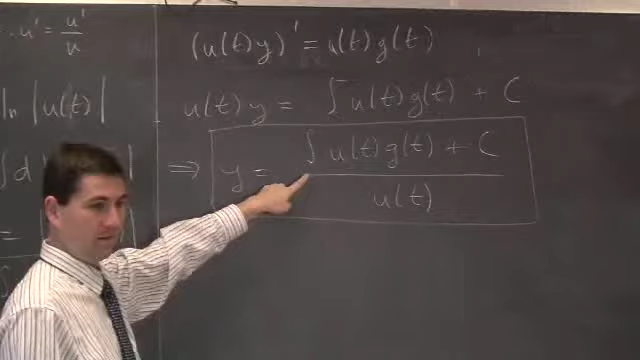 u' = u'/u
(u(t)y)' = u(t)g(t)
ln |u(t)|
u(t)y = ∫u(t)g(t) + C
∫d
⇒ y = (∫u(t)g(t) + C)/u(t)
=
∫